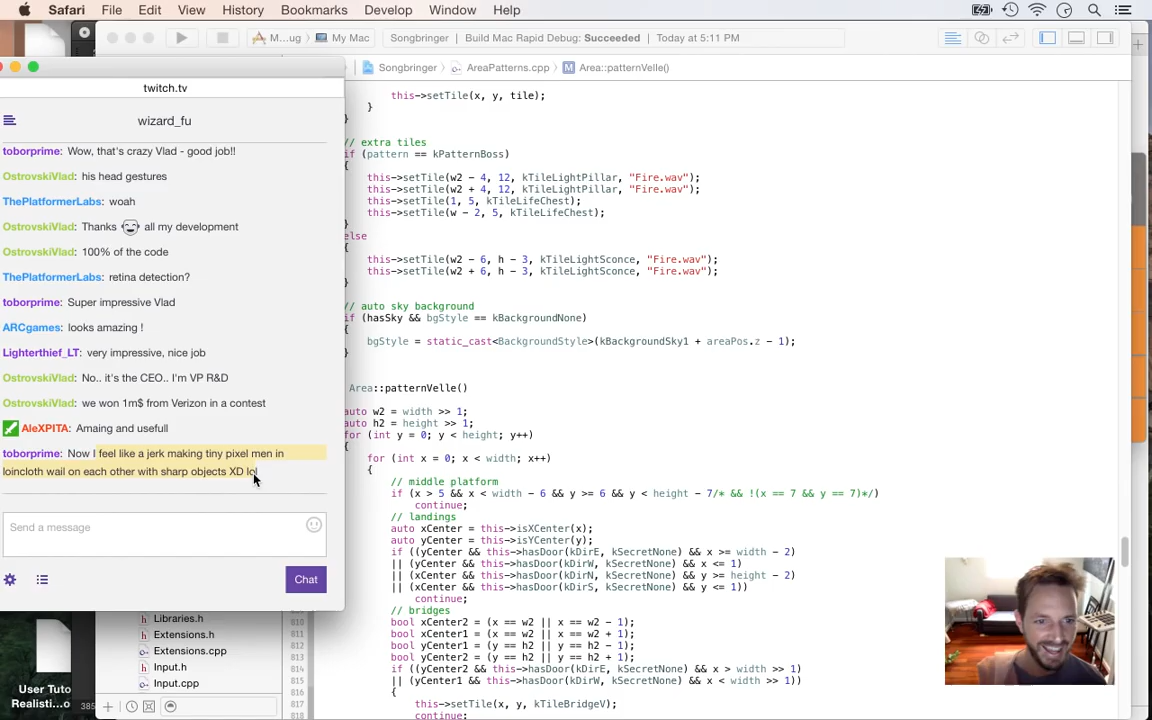 Safari File Edit View History Bookmarks Develop Window Help
M...ug My Mac
Songbringer Build Mac Rapid Debug: Succeeded Today at 5:11 PM
Songbringer AreaPatterns.cpp M Area::patternVelle()
twitch.tv
wizard_fu
toborprime: Wow, that's crazy Vlad - good job!!
OstrovskiVlad: his head gestures
ThePlatformerLabs: woah
OstrovskiVlad: Thanks all my development
OstrovskiVlad: 100% of the code
ThePlatformerLabs: retina detection?
toborprime: Super impressive Vlad
ARCgames: looks amazing !
Lighterthief_LT: very impressive, nice job
OstrovskiVlad: No.. it's the CEO.. I'm VP R&D
OstrovskiVlad: we won 1m$ from Verizon in a contest
AleXPITA: Amaing and usefull
toborprime: Now I feel like a jerk making tiny pixel men in
loincloth wail on each other with sharp objects XD lol
Send a message
Chat
Libraries.h
Extensions.h
Extensions.cpp
Input.h
Input.cpp
User Tuto
Realisti...o
385
this->setTile(x, y, tile);
}
}
// extra tiles
if (pattern == kPatternBoss)
{
this->setTile(w2 - 4, 12, kTileLightPillar, "Fire.wav");
this->setTile(w2 + 4, 12, kTileLightPillar, "Fire.wav");
this->setTile(1, 5, kTileLifeChest);
this->setTile(w - 2, 5, kTileLifeChest);
}
else
{
this->setTile(w2 - 6, h - 3, kTileLightSconce, "Fire.wav");
this->setTile(w2 + 6, h - 3, kTileLightSconce, "Fire.wav");
}
// auto sky background
if (hasSky && bgStyle == kBackgroundNone)
{
bgStyle = static_cast<BackgroundStyle>(kBackgroundSky1 + areaPos.z - 1);
}
Area::patternVelle()
auto w2 = width >> 1;
auto h2 = height >> 1;
for (int y = 0; y < height; y++)
{
for (int x = 0; x < width; x++)
{
// middle platform
if (x > 5 && x < width - 6 && y >= 6 && y < height - 7/* && !(x == 7 && y == 7)*/)
continue;
// landings
auto xCenter = this->isXCenter(x);
auto yCenter = this->isYCenter(y);
if ((yCenter && this->hasDoor(kDirE, kSecretNone) && x >= width - 2)
|| (yCenter && this->hasDoor(kDirW, kSecretNone) && x <= 1)
|| (xCenter && this->hasDoor(kDirN, kSecretNone) && y >= height - 2)
|| (xCenter && this->hasDoor(kDirS, kSecretNone) && y <= 1))
continue;
// bridges
810 bool xCenter2 = (x == w2 || x == w2 - 1);
811 bool xCenter1 = (x == w2 || x == w2 + 1);
812 bool yCenter2 = (y == h2 || y == h2 - 1);
813 bool yCenter1 = (y == h2 || y == h2 + 1);
814 if ((yCenter2 && this->hasDoor(kDirE, kSecretNone) && x > width >> 1)
815 || (yCenter1 && this->hasDoor(kDirW, kSecretNone) && x < width >> 1))
816 {
817 this->setTile(x, y, kTileBridgeV);
818 continue;